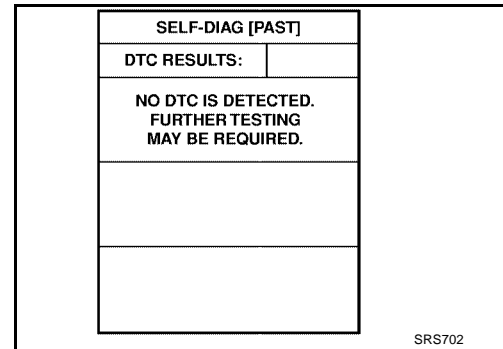 SELF-DIAG [PAST]
DTC RESULTS:
NO DTC IS DETECTED.
FURTHER TESTING
MAY BE REQUIRED.
SRS702